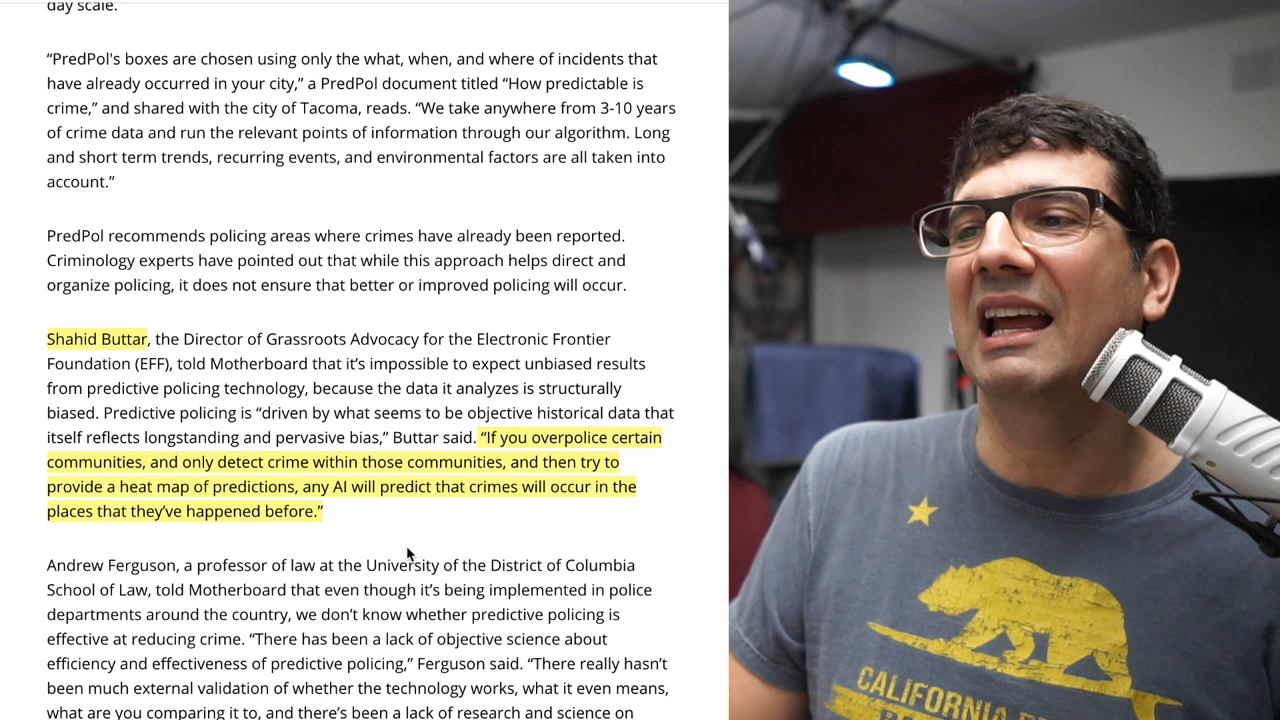 day scale.
“PredPol's boxes are chosen using only the what, when, and where of incidents that
have already occurred in your city,” a PredPol document titled “How predictable is
crime,” and shared with the city of Tacoma, reads. “We take anywhere from 3-10 years
of crime data and run the relevant points of information through our algorithm. Long
and short term trends, recurring events, and environmental factors are all taken into
account.”
PredPol recommends policing areas where crimes have already been reported.
Criminology experts have pointed out that while this approach helps direct and
organize policing, it does not ensure that better or improved policing will occur.
Shahid Buttar, the Director of Grassroots Advocacy for the Electronic Frontier
Foundation (EFF), told Motherboard that it’s impossible to expect unbiased results
from predictive policing technology, because the data it analyzes is structurally
biased. Predictive policing is “driven by what seems to be objective historical data that
itself reflects longstanding and pervasive bias,” Buttar said. “If you overpolice certain
communities, and only detect crime within those communities, and then try to
provide a heat map of predictions, any AI will predict that crimes will occur in the
places that they’ve happened before.”
Andrew Ferguson, a professor of law at the University of the District of Columbia
School of Law, told Motherboard that even though it’s being implemented in police
departments around the country, we don’t know whether predictive policing is
effective at reducing crime. “There has been a lack of objective science about
efficiency and effectiveness of predictive policing,” Ferguson said. “There really hasn’t
been much external validation of whether the technology works, what it even means,
what are you comparing it to, and there’s been a lack of research and science on
CALIFORNIA